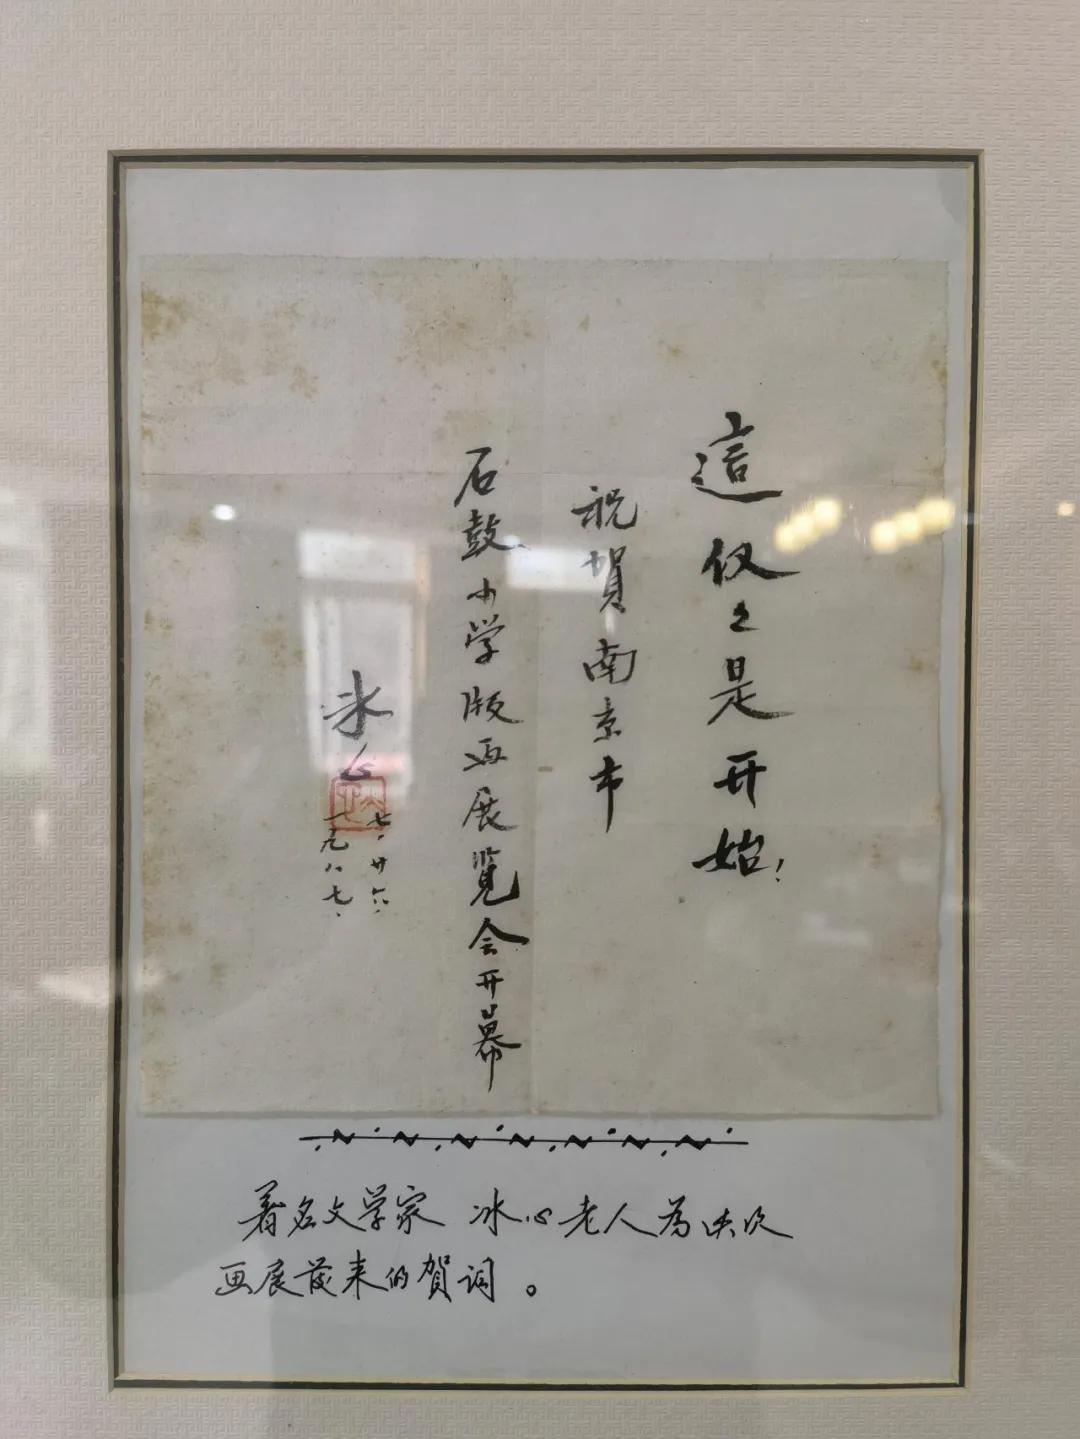 這仅々是开始！
祝賀南京市
石鼓小学版画展览会开幕
冰心
七、廿六、
一九八七、
著名文学家 冰心老人为此次
画展发来的贺词。